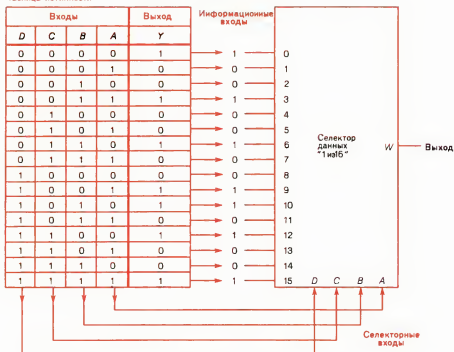 Входы Выход Информационные
входы
D C B A Y
0 0 0 0 1 1 0
0 0 0 1 0 0 1
0 0 1 0 0 0 2
0 0 1 1 1 1 3
0 1 0 0 0 0 4
0 1 0 1 0 0 5
0 1 1 0 1 1 6
0 1 1 1 0 0 7
1 0 0 0 0 0 8
1 0 0 1 1 1 9
1 0 1 0 1 1 10
1 0 1 1 0 0 11
1 1 0 0 1 1 12
1 1 0 1 0 0 13
1 1 1 0 0 0 14
1 1 1 1 1 1 15
Селектор
данных
"1из16"
W Выход
D C B A
Селекторные
входы